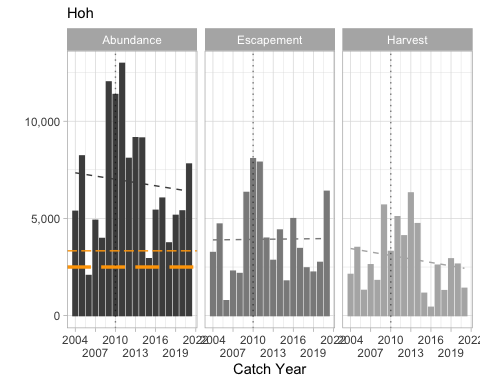 Hoh
Abundance Escapement Harvest
10,000
5,000
0
2004 2010 2016 2022 2004 2010 2016 2022 2004 2010 2016 2022
2007 2013 2019 2007 2013 2019 2007 2013 2019
Catch Year